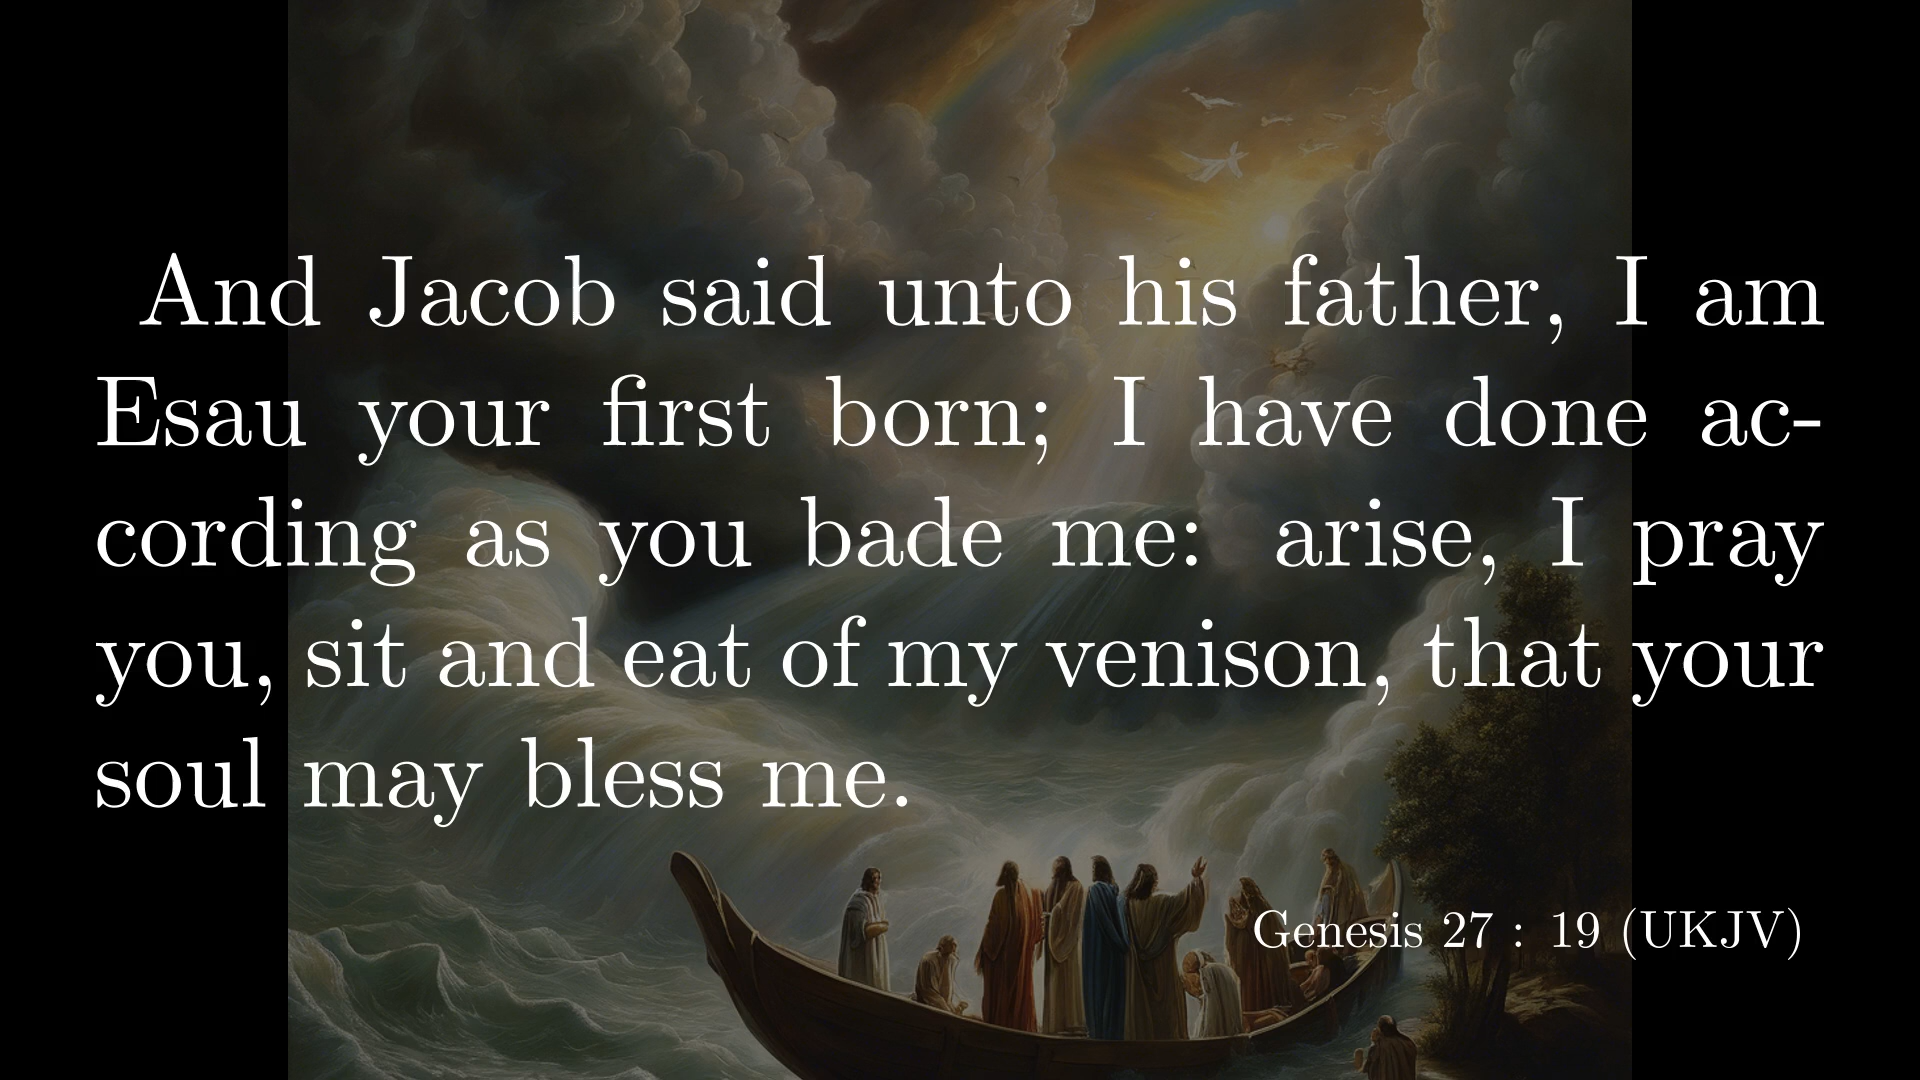 And Jacob said unto his father, I am
Esau your first born; I have done ac-
cording as you bade me: arise, I pray
you, sit and eat of my venison, that your
soul may bless me.
Genesis 27 : 19 (UKJV)